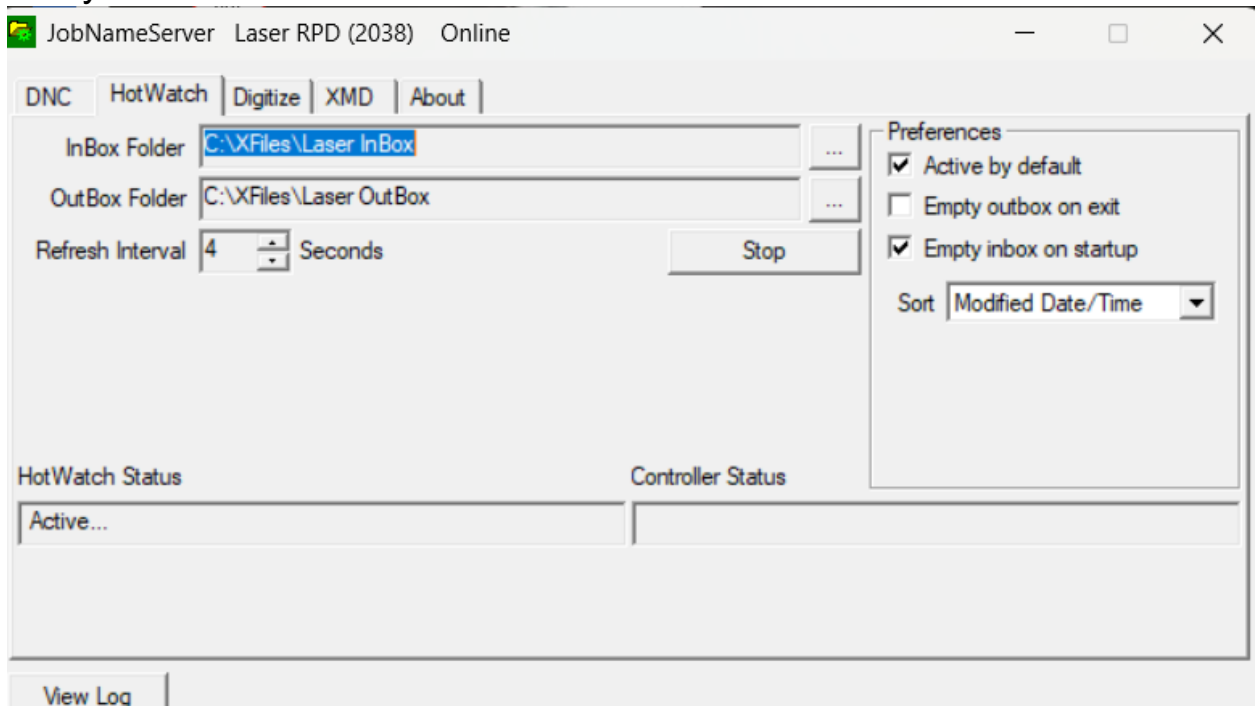 JobNameServer Laser RPD (2038) Online
DNC HotWatch Digitize XMD About
InBox Folder C:\XFiles\Laser InBox ...
OutBox Folder C:\XFiles\Laser OutBox ...
Refresh Interval 4 Seconds Stop
Preferences
Active by default
Empty outbox on exit
Empty inbox on startup
Sort Modified Date/Time
HotWatch Status Controller Status
Active...
View Log